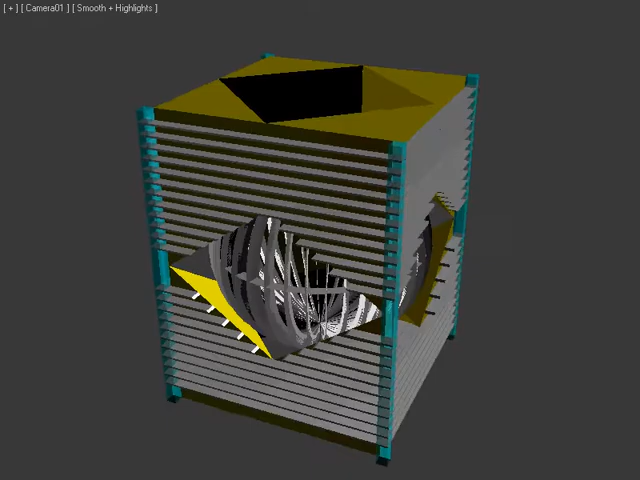 [ + ] [ Camera01 ] [ Smooth + Highlights ]